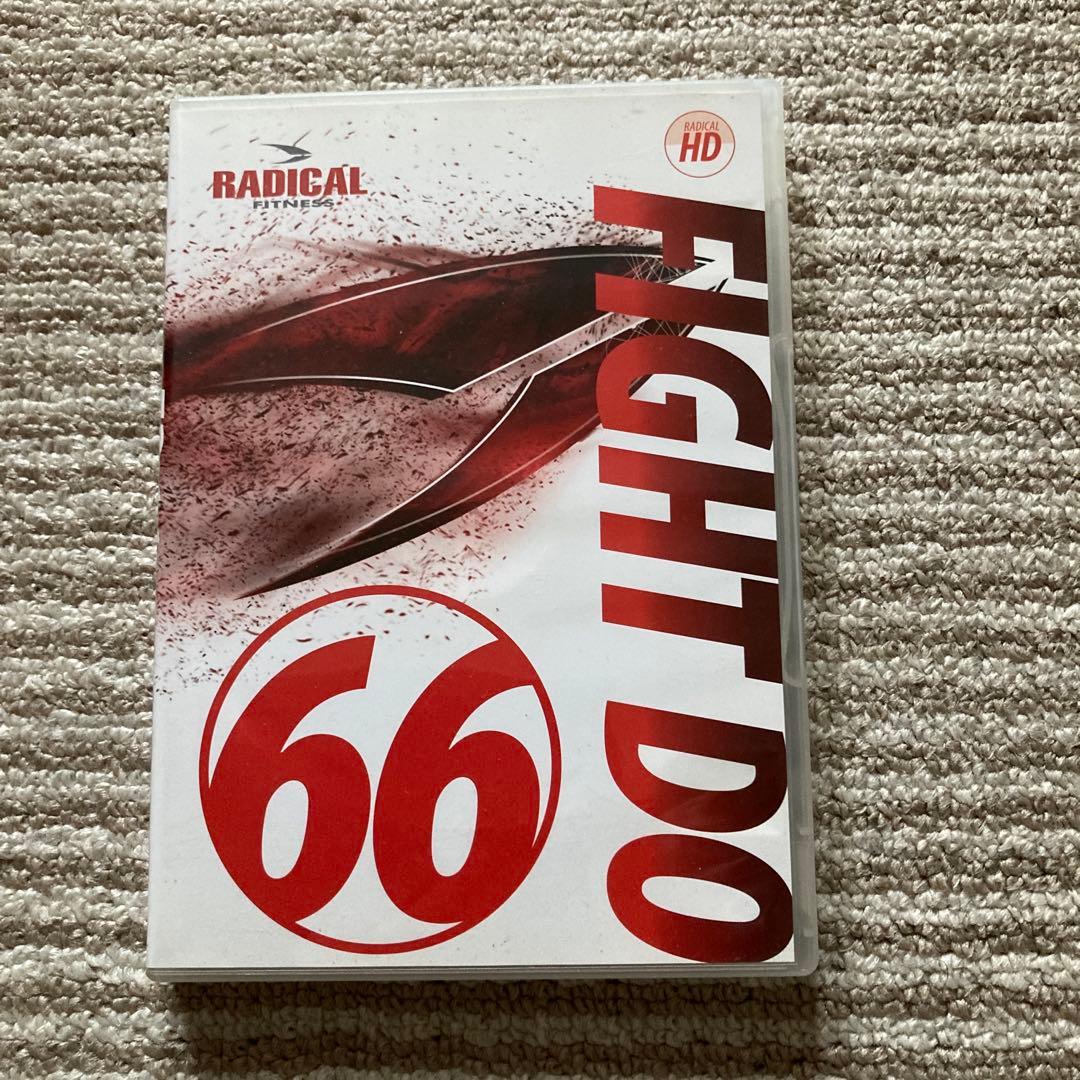 RADICAL
FITNESS
RADICAL
HD
FIGHT DO
66